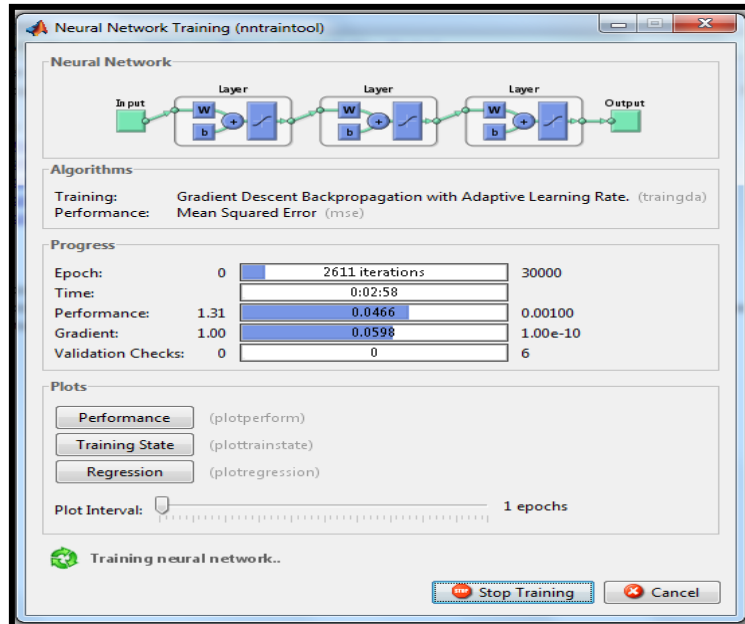 Neural Network Training (nntraintool)
Neural Network
Layer Layer Layer
Input W b + W b + W b + Output
Algorithms
Training: Gradient Descent Backpropagation with Adaptive Learning Rate. (traingda)
Performance: Mean Squared Error (mse)
Progress
Epoch: 0 2611 iterations 30000
Time: 0:02:58
Performance: 1.31 0.0466 0.00100
Gradient: 1.00 0.0598 1.00e-10
Validation Checks: 0 0 6
Plots
Performance (plotperform)
Training State (plottrainstate)
Regression (plotregression)
Plot Interval: 1 epochs
Training neural network..
STOP Stop Training Cancel